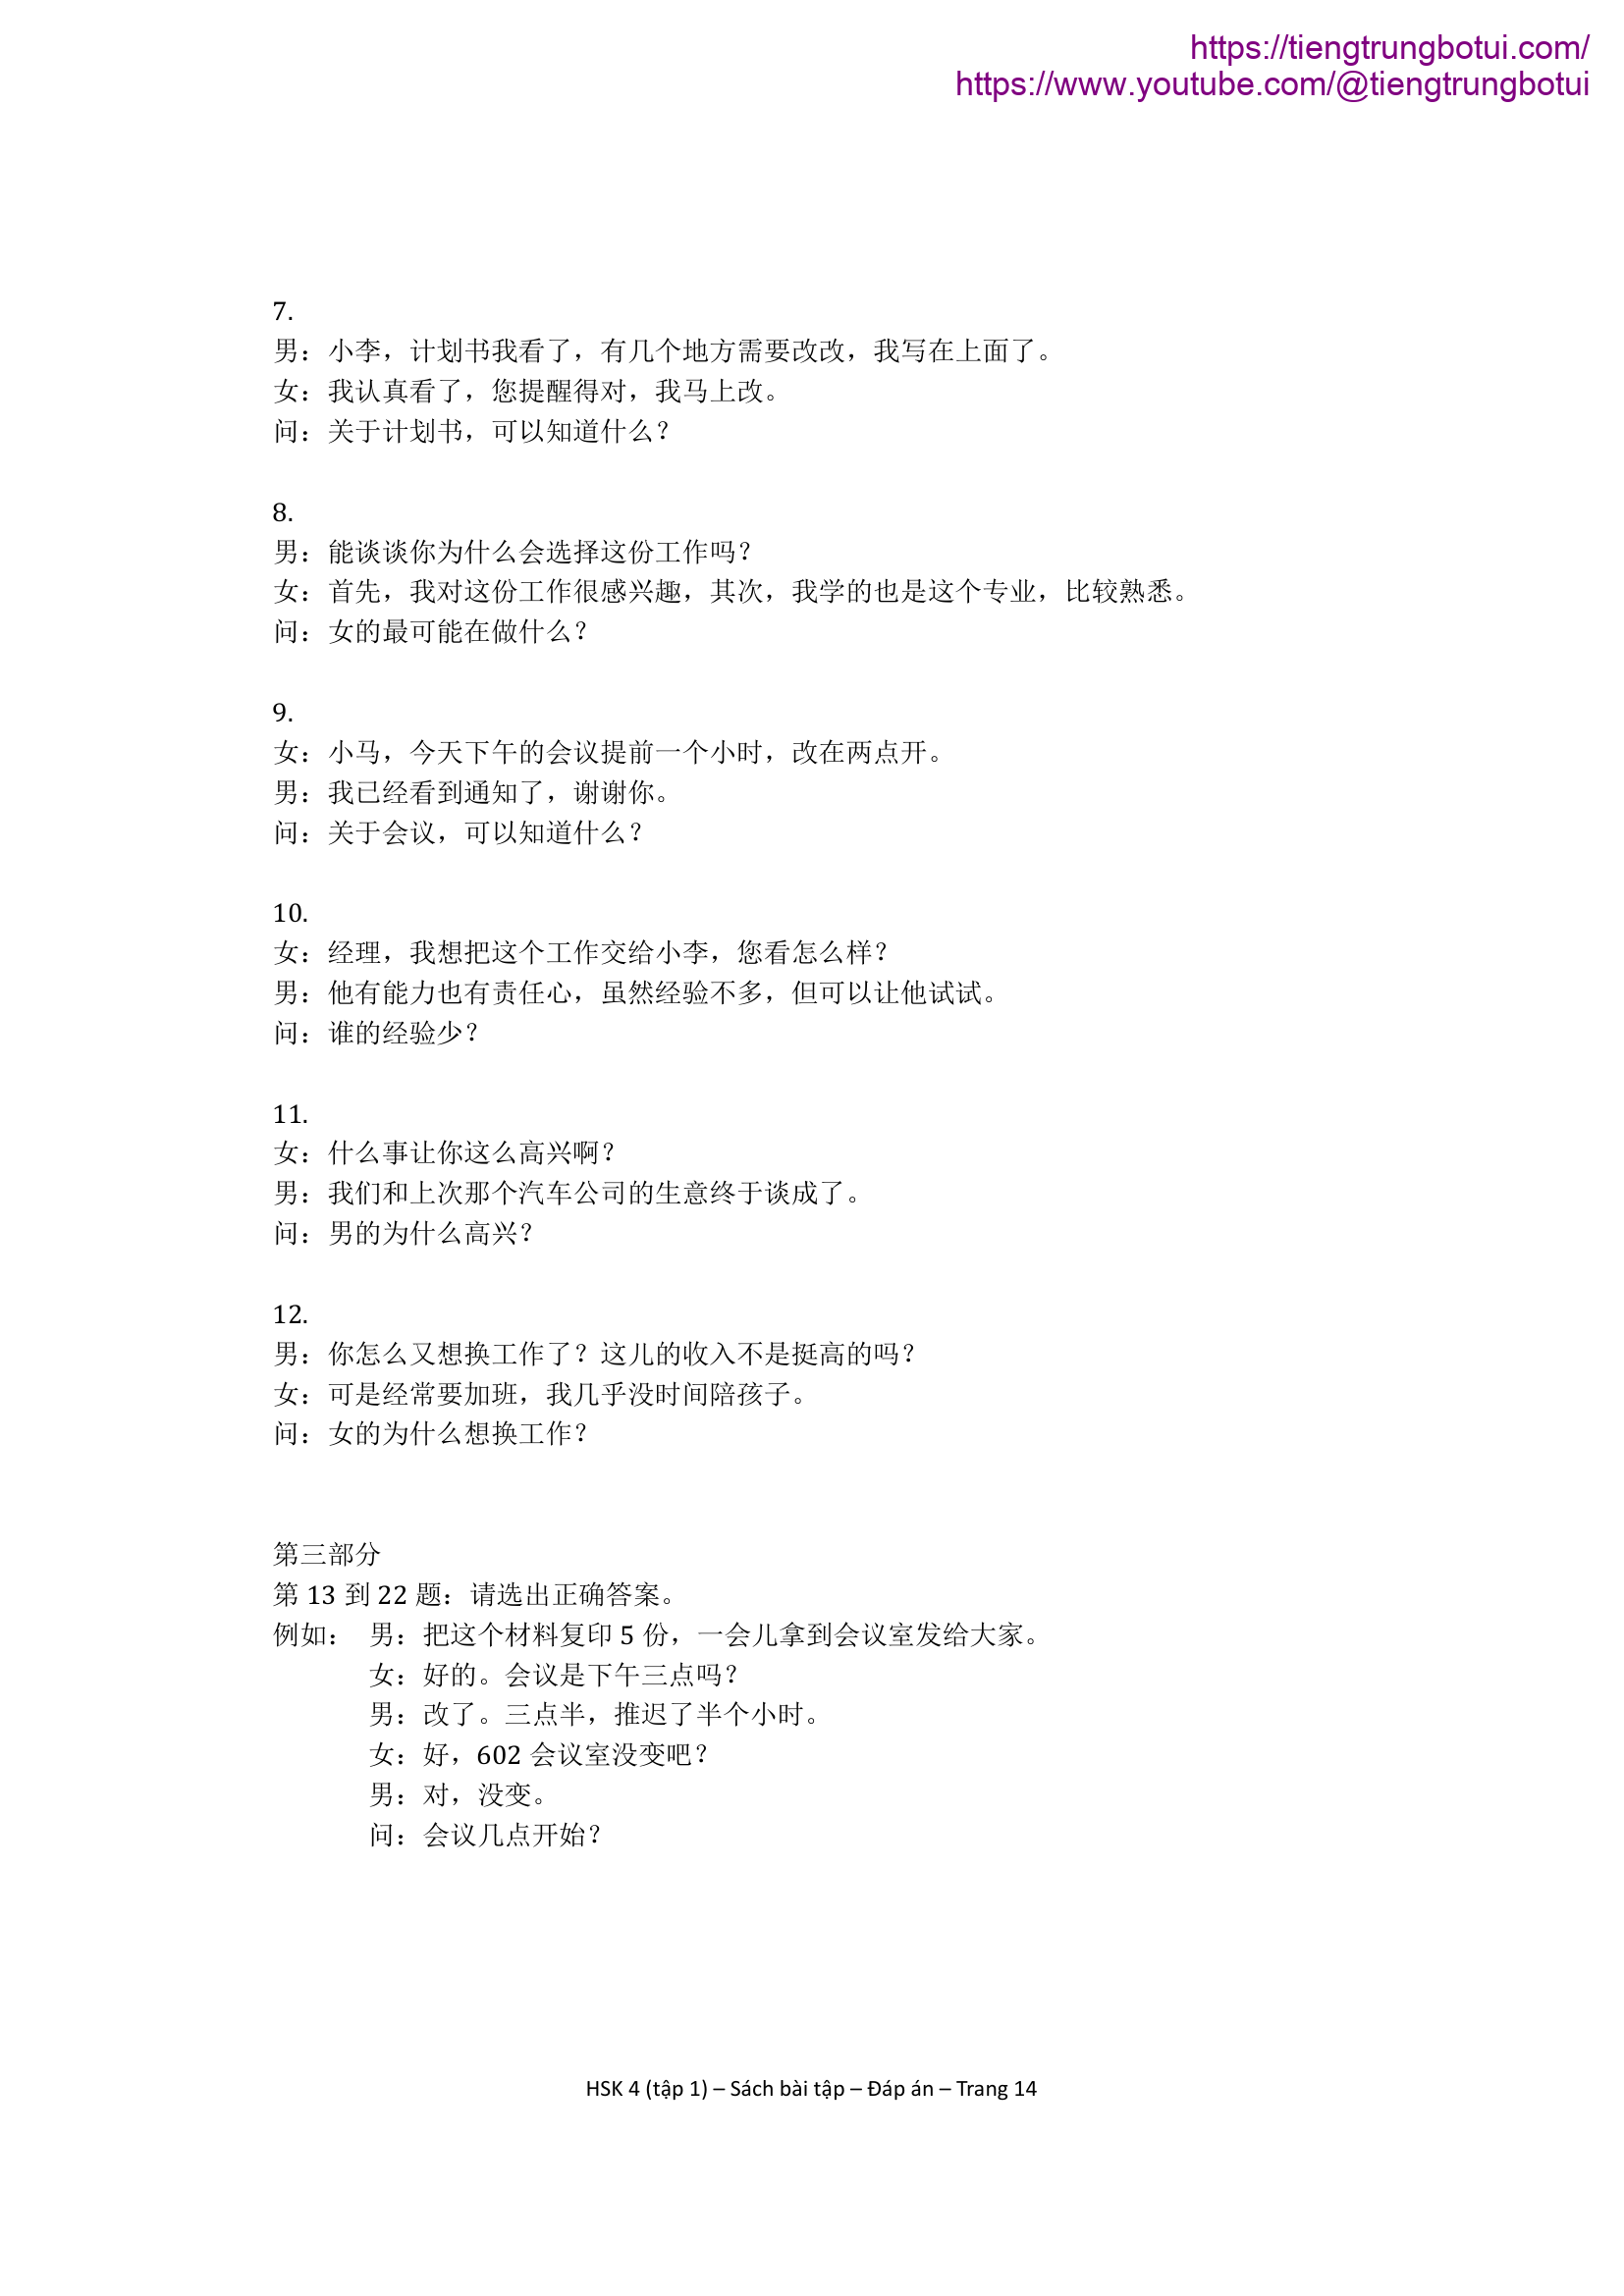 https://tiengtrungbotui.com/
https://www.youtube.com/@tiengtrungbotui
7.
男：小李，计划书我看了，有几个地方需要改改，我写在上面了。
女：我认真看了，您提醒得对，我马上改。
问：关于计划书，可以知道什么？
8.
男：能谈谈你为什么会选择这份工作吗？
女：首先，我对这份工作很感兴趣，其次，我学的也是这个专业，比较熟悉。
问：女的最可能在做什么？
9.
女：小马，今天下午的会议提前一个小时，改在两点开。
男：我已经看到通知了，谢谢你。
问：关于会议，可以知道什么？
10.
女：经理，我想把这个工作交给小李，您看怎么样？
男：他有能力也有责任心，虽然经验不多，但可以让他试试。
问：谁的经验少？
11.
女：什么事让你这么高兴啊？
男：我们和上次那个汽车公司的生意终于谈成了。
问：男的为什么高兴？
12.
男：你怎么又想换工作了？这儿的收入不是挺高的吗？
女：可是经常要加班，我几乎没时间陪孩子。
问：女的为什么想换工作？
第三部分
第 13 到 22 题：请选出正确答案。
例如： 男：把这个材料复印 5 份，一会儿拿到会议室发给大家。
女：好的。会议是下午三点吗？
男：改了。三点半，推迟了半个小时。
女：好，602 会议室没变吧？
男：对，没变。
问：会议几点开始？
HSK 4 (tập 1) – Sách bài tập – Đáp án – Trang 14